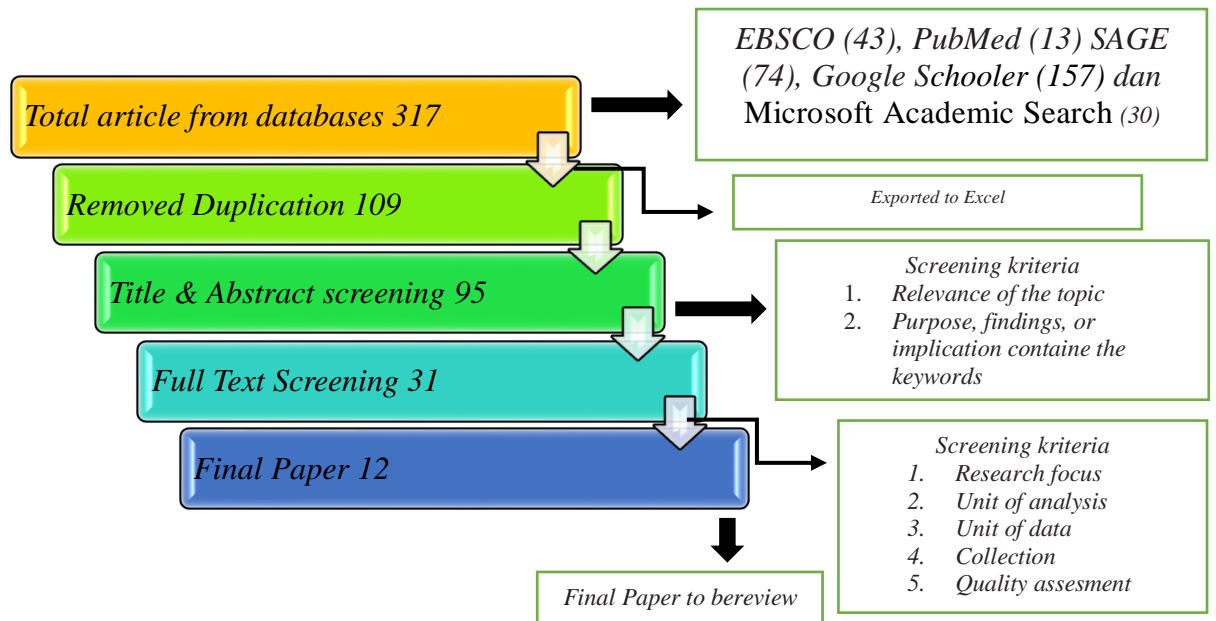 Total article from databases 317
EBSCO (43), PubMed (13) SAGE
(74), Google Schooler (157) dan
Microsoft Academic Search (30)
Removed Duplication 109
Exported to Excel
Title & Abstract screening 95
Screening kriteria
1. Relevance of the topic
2. Purpose, findings, or
implication containe the
keywords
Full Text Screening 31
Final Paper 12
Screening kriteria
1. Research focus
2. Unit of analysis
3. Unit of data
4. Collection
5. Quality assesment
Final Paper to bereview